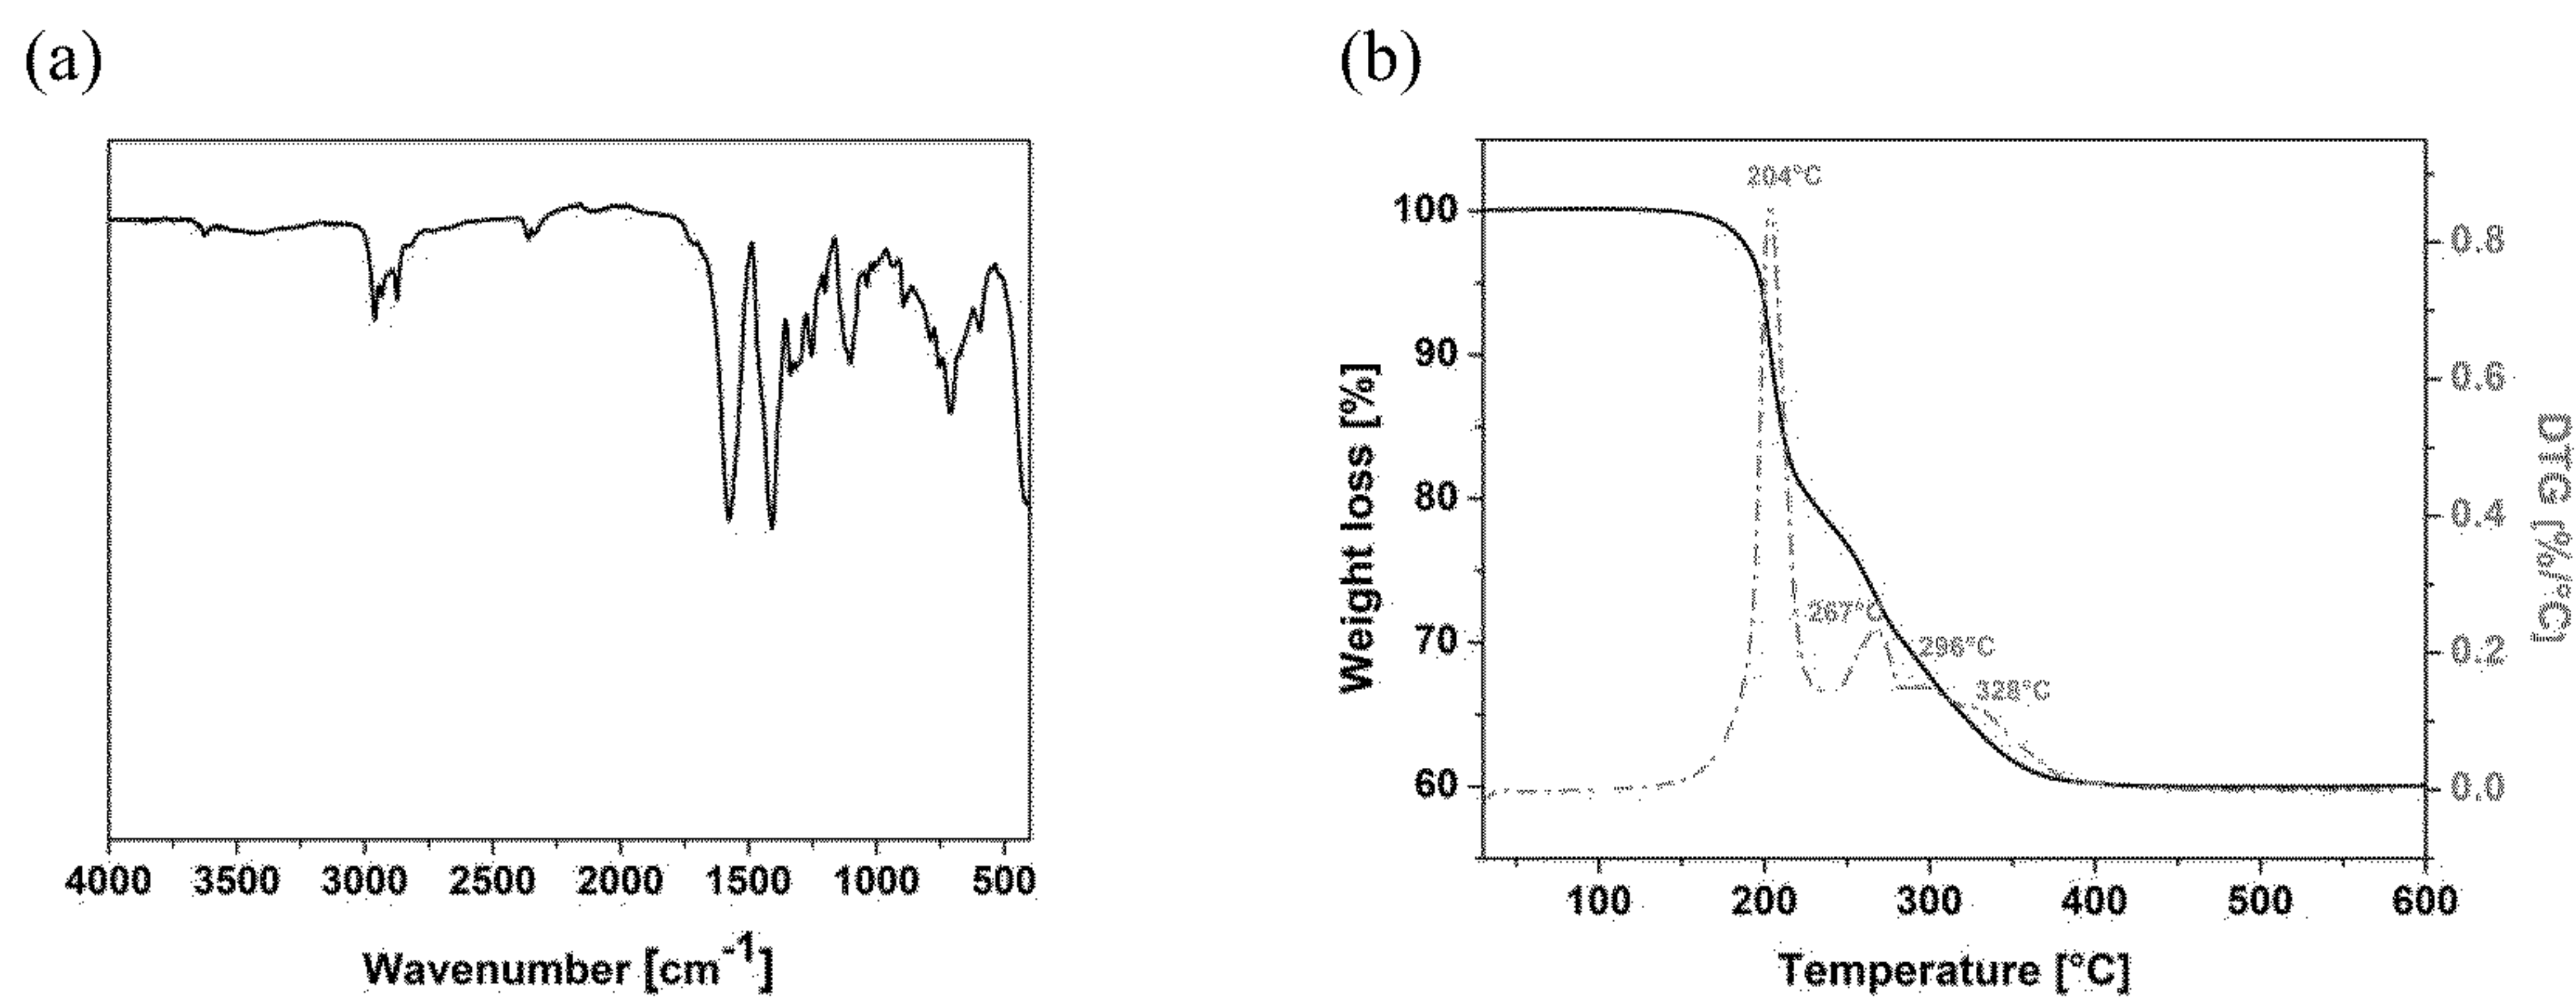 (a)
4000 3500 3000 2500 2000 1500 1000 500
Wavenumber [cm-1]
(b)
204°C
267°C
296°C
328°C
100
90
80
70
60
Weight loss [%]
0.8
0.6
0.4
0.2
0.0
DTG [%/°C]
100 200 300 400 500 600
Temperature [°C]